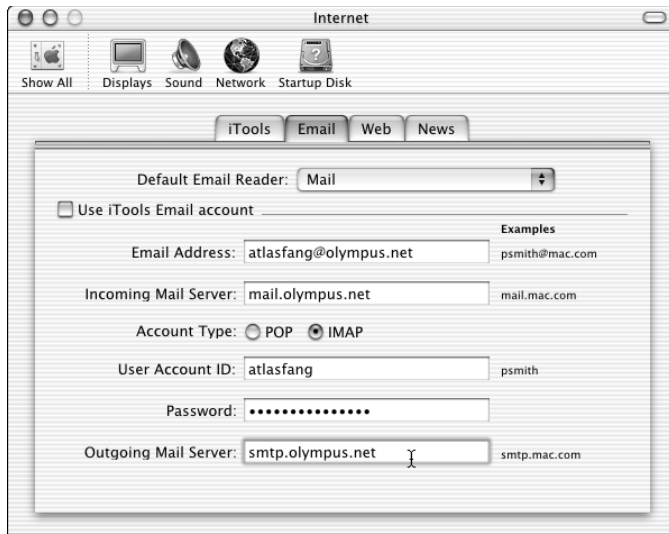 Internet
Show All Displays Sound Network Startup Disk
iTools Email Web News
Default Email Reader: Mail
Use iTools Email account
Examples
Email Address: atlasfang@olympus.net psmith@mac.com
Incoming Mail Server: mail.olympus.net mail.mac.com
Account Type: POP IMAP
User Account ID: atlasfang psmith
Password: •••••••••••••••
Outgoing Mail Server: smtp.olympus.net smtp.mac.com